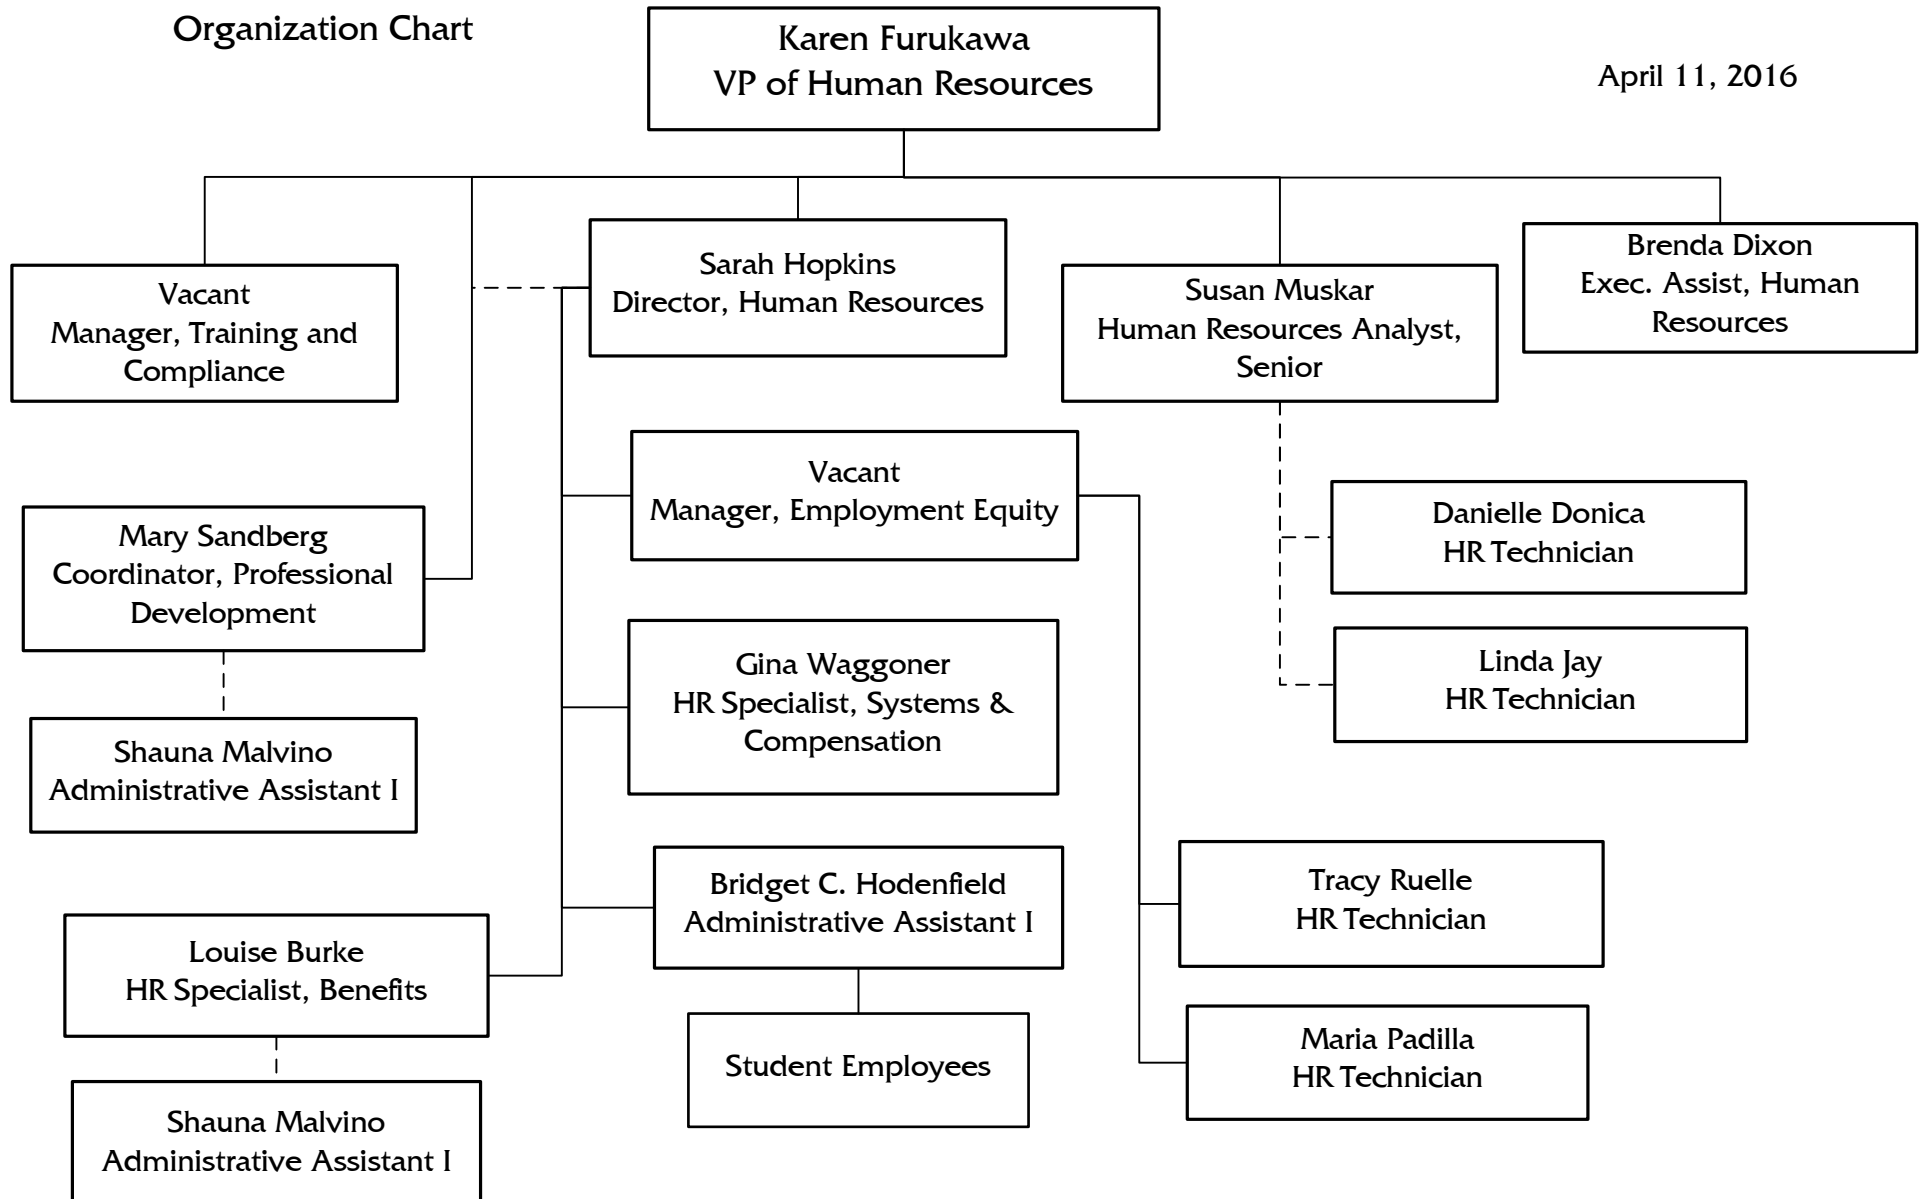 Organization Chart
Karen Furukawa
VP of Human Resources
April 11, 2016
Vacant
Manager, Training and
Compliance
Sarah Hopkins
Director, Human Resources
Susan Muskar
Human Resources Analyst,
Senior
Brenda Dixon
Exec. Assist, Human
Resources
Mary Sandberg
Coordinator, Professional
Development
Vacant
Manager, Employment Equity
Danielle Donica
HR Technician
Linda Jay
HR Technician
Shauna Malvino
Administrative Assistant I
Gina Waggoner
HR Specialist, Systems &
Compensation
Bridget C. Hodenfield
Administrative Assistant I
Tracy Ruelle
HR Technician
Louise Burke
HR Specialist, Benefits
Student Employees
Maria Padilla
HR Technician
Shauna Malvino
Administrative Assistant I